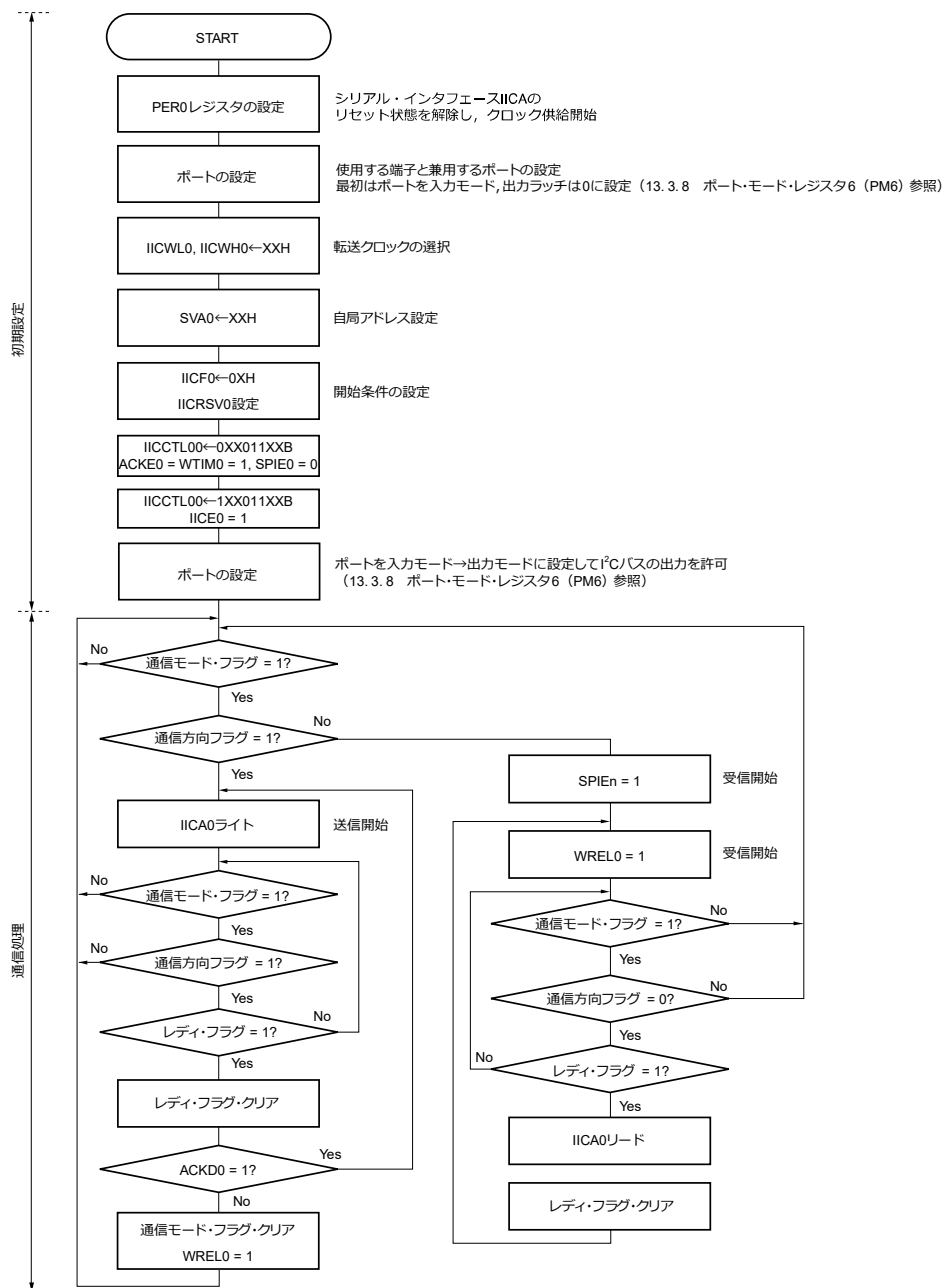 START
PER0レジスタの設定
シリアル・インタフェースIICAの
リセット状態を解除し，クロック供給開始
ポートの設定
使用する端子と兼用するポートの設定
最初はポートを入力モード，出力ラッチは0に設定（13. 3. 8　ポート・モード・レジスタ6（PM6）参照）
IICWL0, IICWH0←XXH
転送クロックの選択
SVA0←XXH
自局アドレス設定
IICF0←0XH
IICRSV0設定
開始条件の設定
IICCTL00←0XX011XXB
ACKE0 = WTIM0 = 1, SPIE0 = 0
IICCTL00←1XX011XXB
IICE0 = 1
ポートの設定
ポートを入力モード→出力モードに設定してI²Cバスの出力を許可
（13. 3. 8　ポート・モード・レジスタ6（PM6）参照）
初期設定
通信処理
No
通信モード・フラグ = 1?
Yes
No
通信方向フラグ = 1?
Yes
IICA0ライト
送信開始
No
通信モード・フラグ = 1?
Yes
No
通信方向フラグ = 1?
Yes
No
レディ・フラグ = 1?
Yes
レディ・フラグ・クリア
Yes
ACKD0 = 1?
No
通信モード・フラグ・クリア
WREL0 = 1
SPIEn = 1
受信開始
WREL0 = 1
受信開始
No
通信モード・フラグ = 1?
Yes
No
通信方向フラグ = 0?
Yes
No
レディ・フラグ = 1?
Yes
IICA0リード
レディ・フラグ・クリア